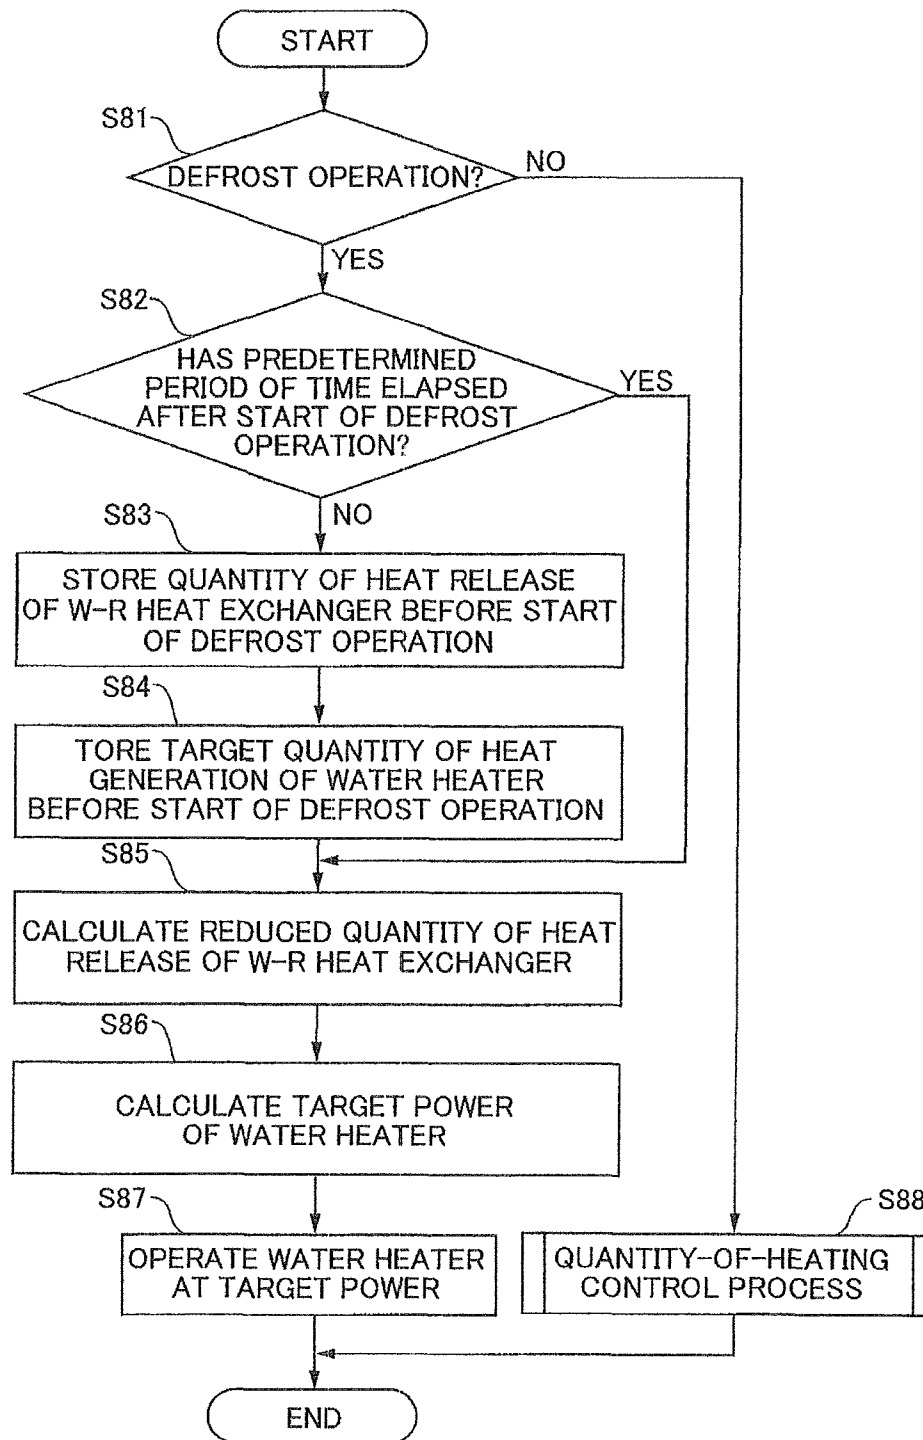 START
S81
DEFROST OPERATION?
NO
YES
S82
HAS PREDETERMINED
PERIOD OF TIME ELAPSED
AFTER START OF DEFROST
OPERATION?
YES
NO
S83
STORE QUANTITY OF HEAT RELEASE
OF W-R HEAT EXCHANGER BEFORE START
OF DEFROST OPERATION
S84
TORE TARGET QUANTITY OF HEAT
GENERATION OF WATER HEATER
BEFORE START OF DEFROST OPERATION
S85
CALCULATE REDUCED QUANTITY OF HEAT
RELEASE OF W-R HEAT EXCHANGER
S86
CALCULATE TARGET POWER
OF WATER HEATER
S87
OPERATE WATER HEATER
AT TARGET POWER
S88
QUANTITY-OF-HEATING
CONTROL PROCESS
END